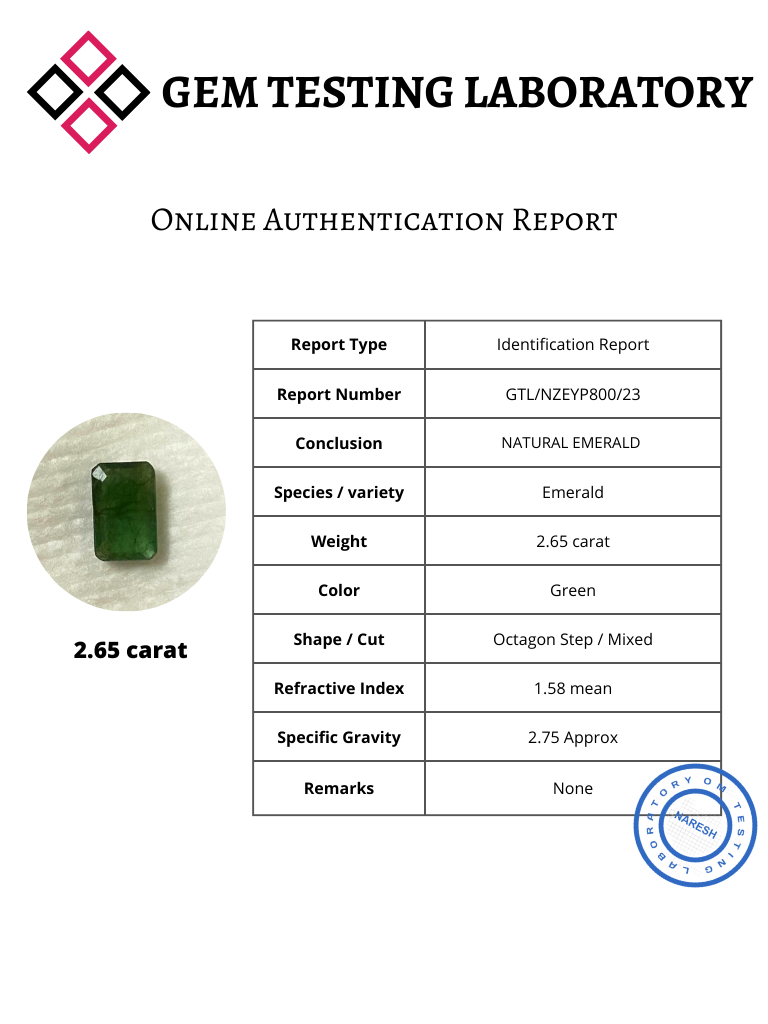 GEM TESTING LABORATORY
Online Authentication Report
Report Type Identification Report
Report Number GTL/NZEYP800/23
Conclusion NATURAL EMERALD
Species / variety Emerald
Weight 2.65 carat
Color Green
Shape / Cut Octagon Step / Mixed
Refractive Index 1.58 mean
Specific Gravity 2.75 Approx
Remarks None
2.65 carat
OM TESTING LABORATORY
NARESH